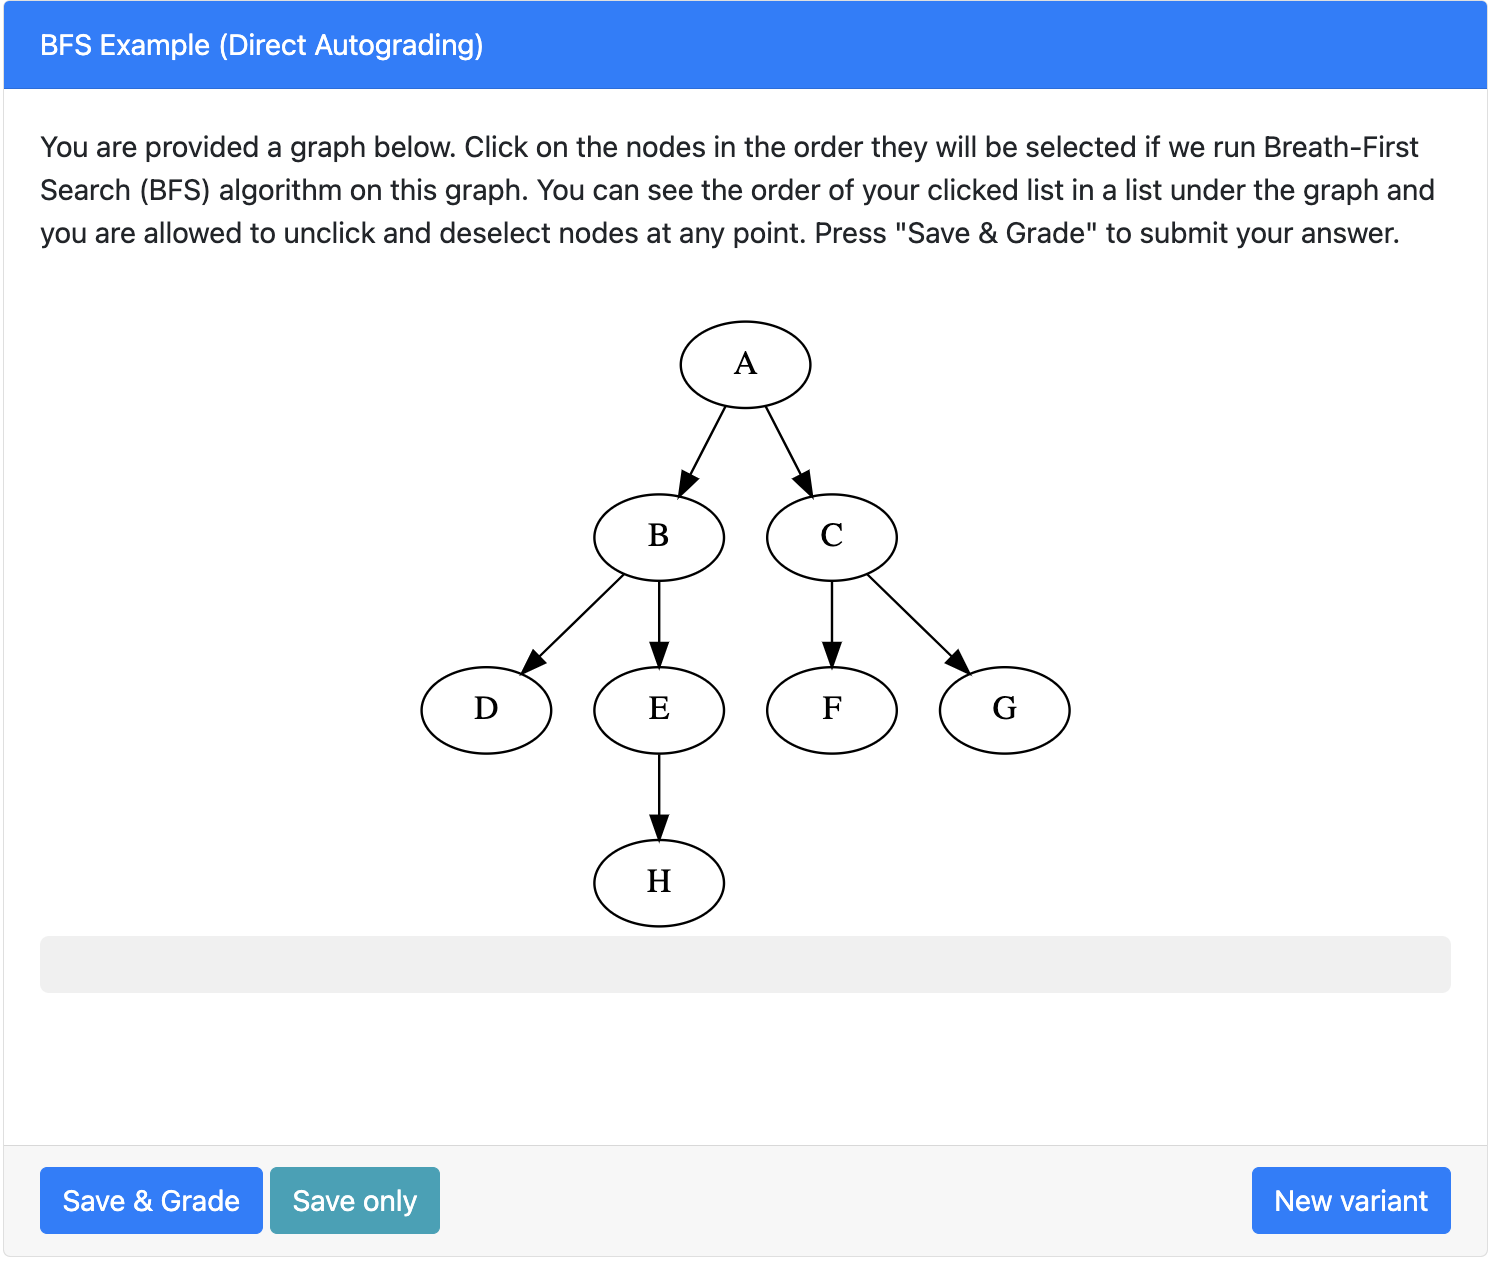 BFS Example (Direct Autograding)
You are provided a graph below. Click on the nodes in the order they will be selected if we run Breath-First
Search (BFS) algorithm on this graph. You can see the order of your clicked list in a list under the graph and
you are allowed to unclick and deselect nodes at any point. Press "Save & Grade" to submit your answer.
A
B C
D E F G
H
Save & Grade Save only New variant